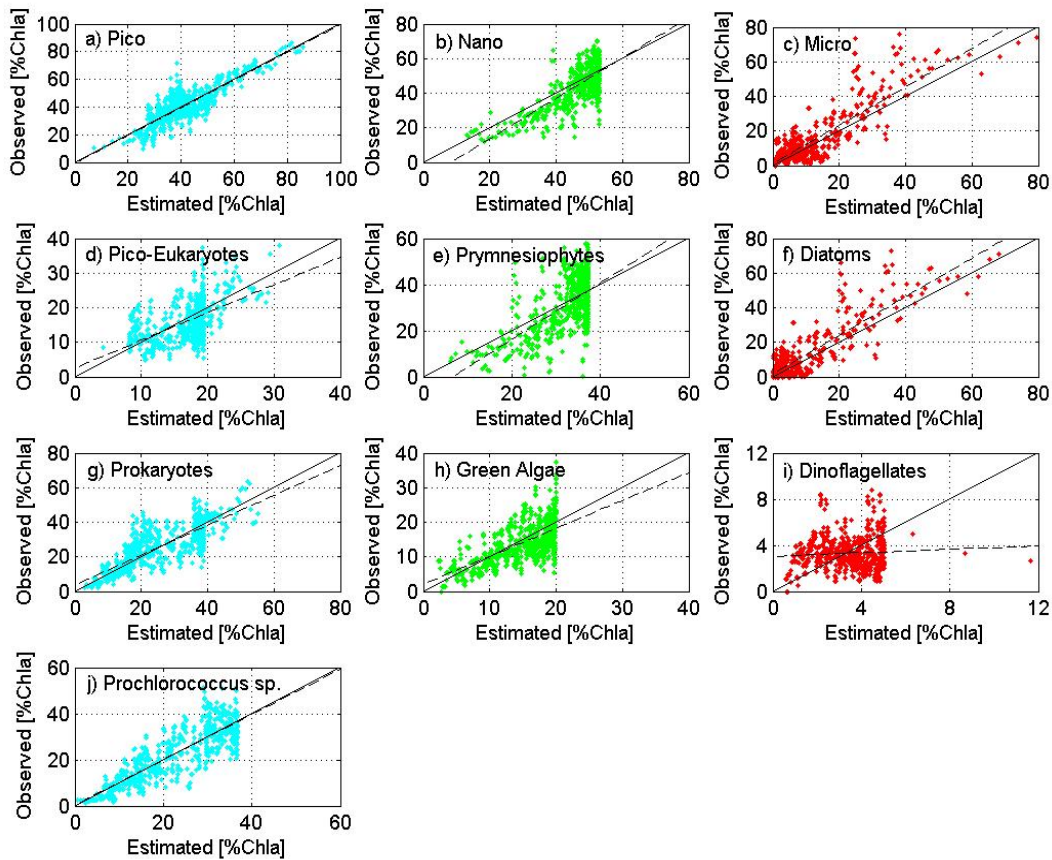 a) Pico
Observed [%Chla]
100
80
60
40
20
0
0 20 40 60 80 100
Estimated [%Chla]
b) Nano
Observed [%Chla]
80
60
40
20
0
0 20 40 60 80
Estimated [%Chla]
c) Micro
Observed [%Chla]
80
60
40
20
0
0 20 40 60 80
Estimated [%Chla]
d) Pico-Eukaryotes
Observed [%Chla]
40
30
20
10
0
0 10 20 30 40
Estimated [%Chla]
e) Prymnesiophytes
Observed [%Chla]
60
40
20
0
0 20 40 60
Estimated [%Chla]
f) Diatoms
Observed [%Chla]
80
60
40
20
0
0 20 40 60 80
Estimated [%Chla]
g) Prokaryotes
Observed [%Chla]
80
60
40
20
0
0 20 40 60 80
Estimated [%Chla]
h) Green Algae
Observed [%Chla]
40
30
20
10
0
0 10 20 30 40
Estimated [%Chla]
i) Dinoflagellates
Observed [%Chla]
12
8
4
0
0 4 8 12
Estimated [%Chla]
j) Prochlorococcus sp.
Observed [%Chla]
60
40
20
0
0 20 40 60
Estimated [%Chla]